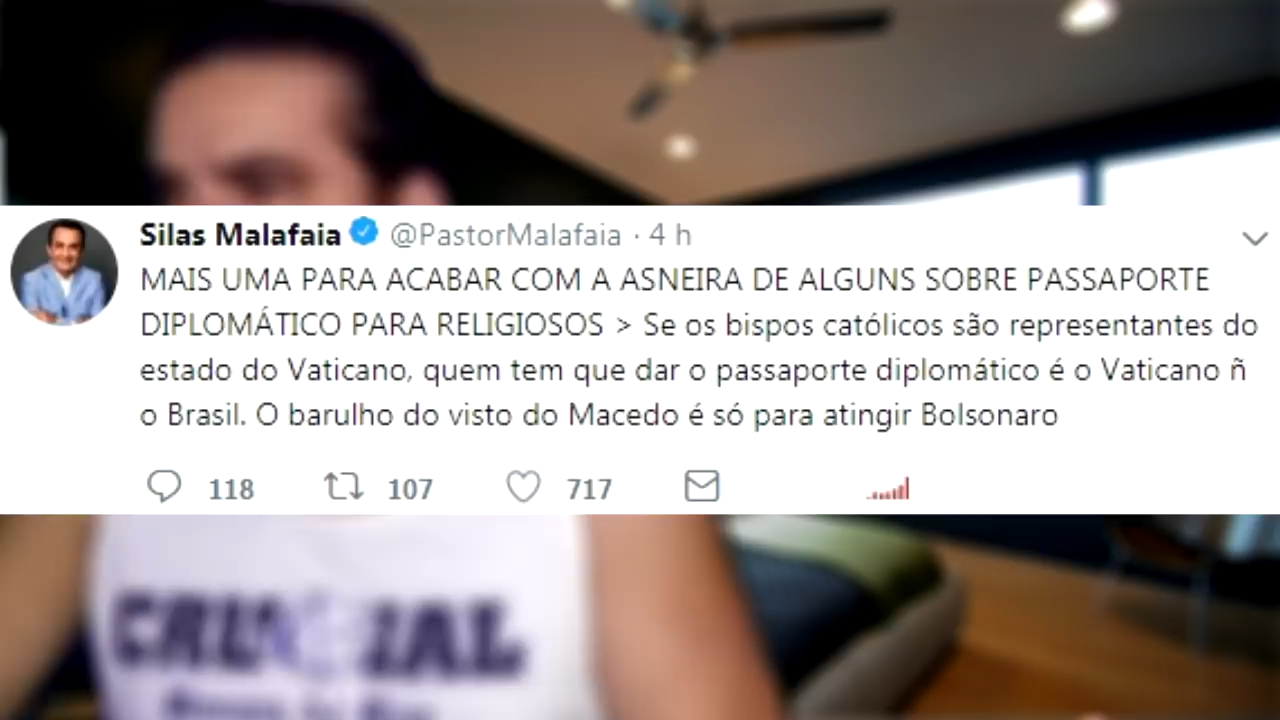 Silas Malafaia @PastorMalafaia · 4 h
MAIS UMA PARA ACABAR COM A ASNEIRA DE ALGUNS SOBRE PASSAPORTE
DIPLOMÁTICO PARA RELIGIOSOS > Se os bispos católicos são representantes do
estado do Vaticano, quem tem que dar o passaporte diplomático é o Vaticano ñ
o Brasil. O barulho do visto do Macedo é só para atingir Bolsonaro
118 107 717